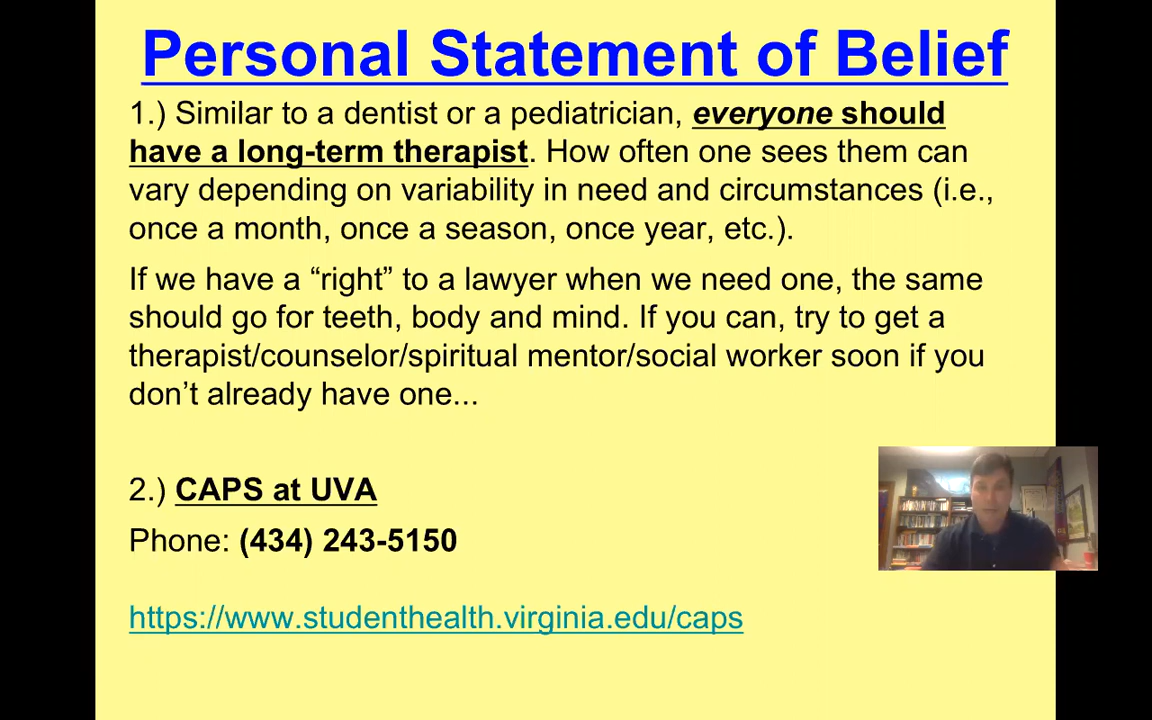 Personal Statement of Belief
1.) Similar to a dentist or a pediatrician, everyone should
have a long-term therapist. How often one sees them can
vary depending on variability in need and circumstances (i.e.,
once a month, once a season, once year, etc.).
If we have a “right” to a lawyer when we need one, the same
should go for teeth, body and mind. If you can, try to get a
therapist/counselor/spiritual mentor/social worker soon if you
don’t already have one...
2.) CAPS at UVA
Phone: (434) 243-5150
https://www.studenthealth.virginia.edu/caps